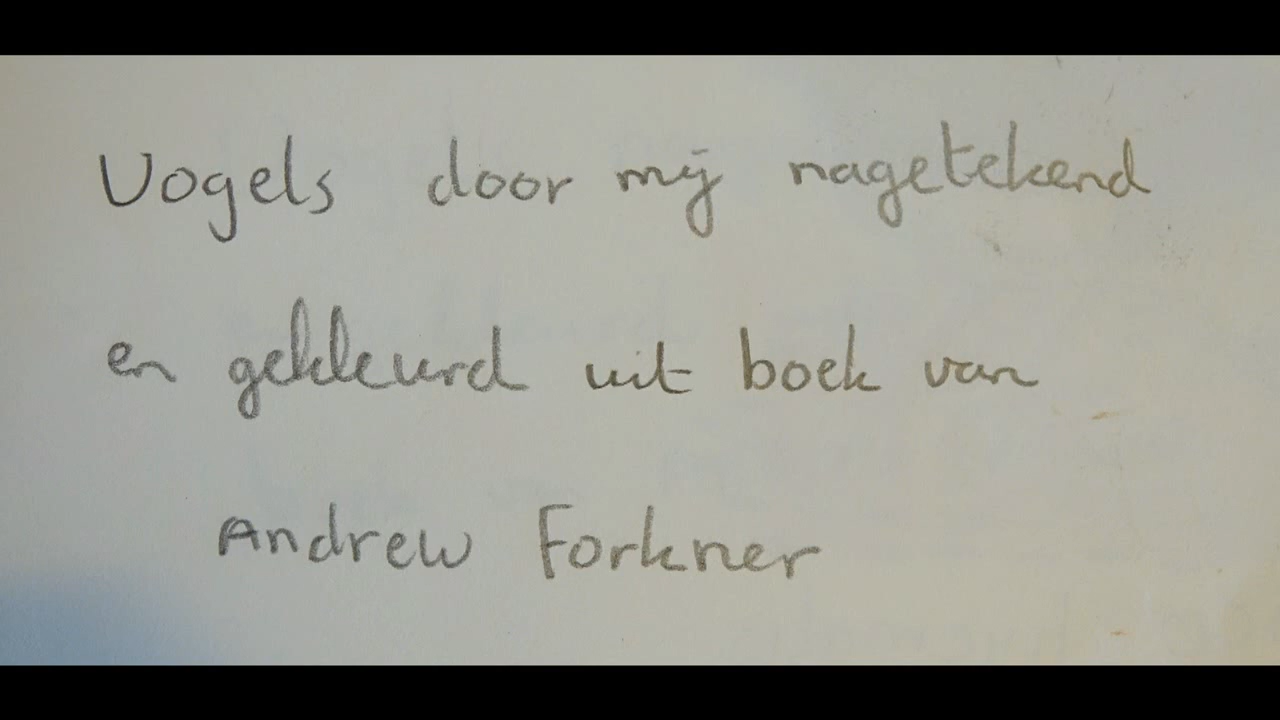 Vogels door mij nagetekend
en gekleurd uit boek van
Andrew Forkner